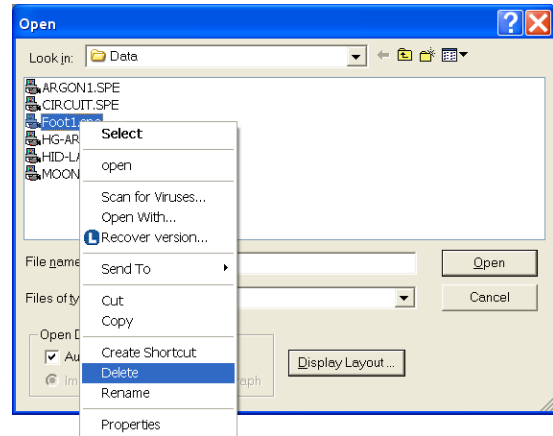 Open
Look in: Data
ARGON1.SPE
CIRCUIT.SPE
Foot1.spe
HG-AR
HID-LA
MOON
Select
open
Scan for Viruses...
Open With...
Recover version...
Send To
Cut
Copy
Create Shortcut
Delete
Rename
Properties
File name
Open
Files of ty
Cancel
Open D
Au
Display Layout...
Im aph